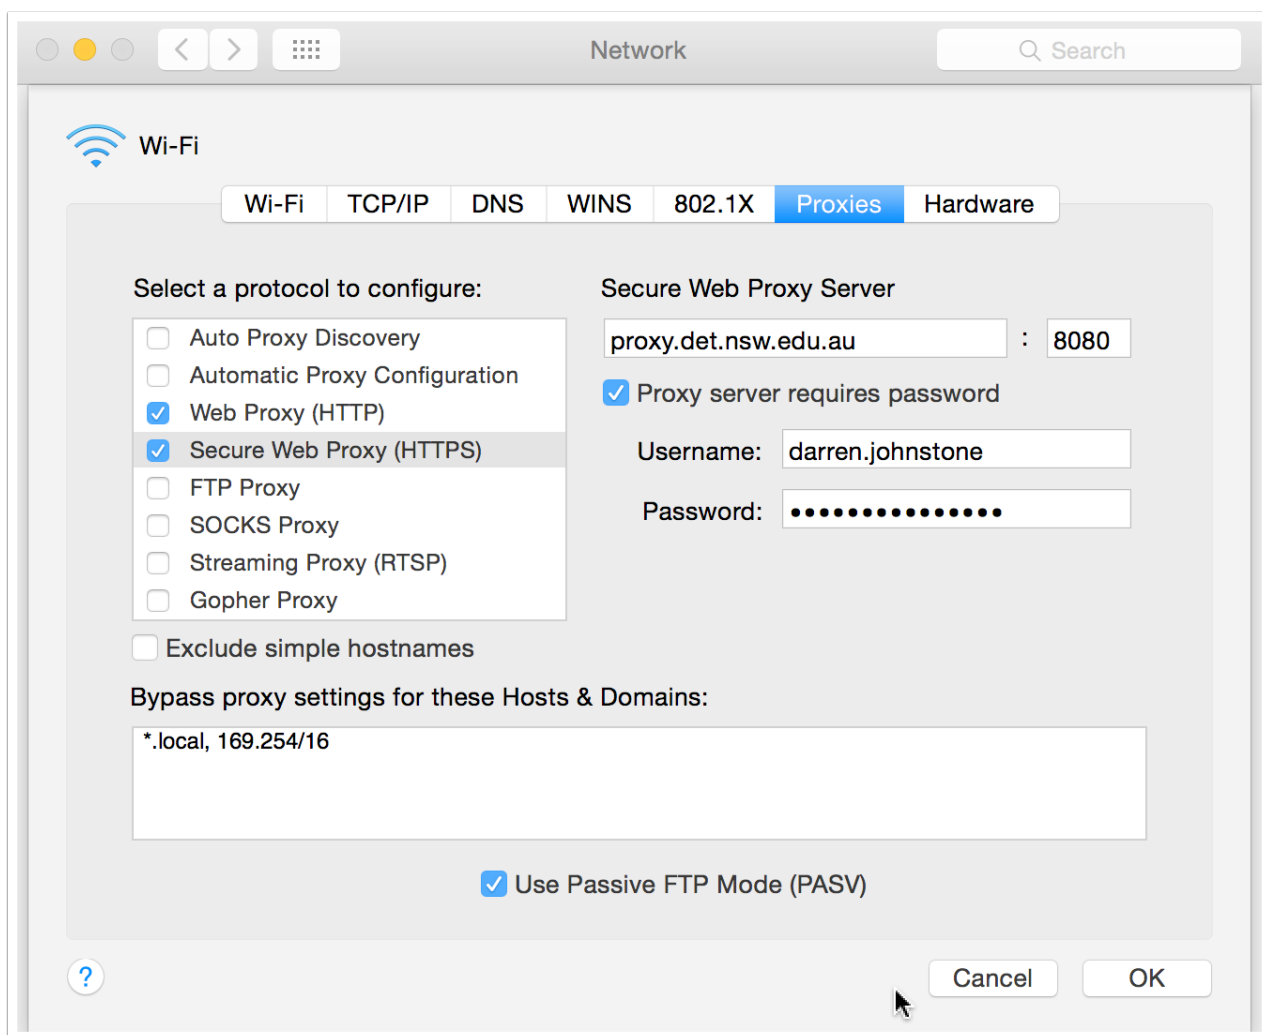 Network
Search
Wi-Fi
Wi-Fi TCP/IP DNS WINS 802.1X Proxies Hardware
Select a protocol to configure:
Auto Proxy Discovery
Automatic Proxy Configuration
Web Proxy (HTTP)
Secure Web Proxy (HTTPS)
FTP Proxy
SOCKS Proxy
Streaming Proxy (RTSP)
Gopher Proxy
Exclude simple hostnames
Secure Web Proxy Server
proxy.det.nsw.edu.au : 8080
Proxy server requires password
Username: darren.johnstone
Password: •••••••••••••••
Bypass proxy settings for these Hosts & Domains:
*.local, 169.254/16
Use Passive FTP Mode (PASV)
?
Cancel OK